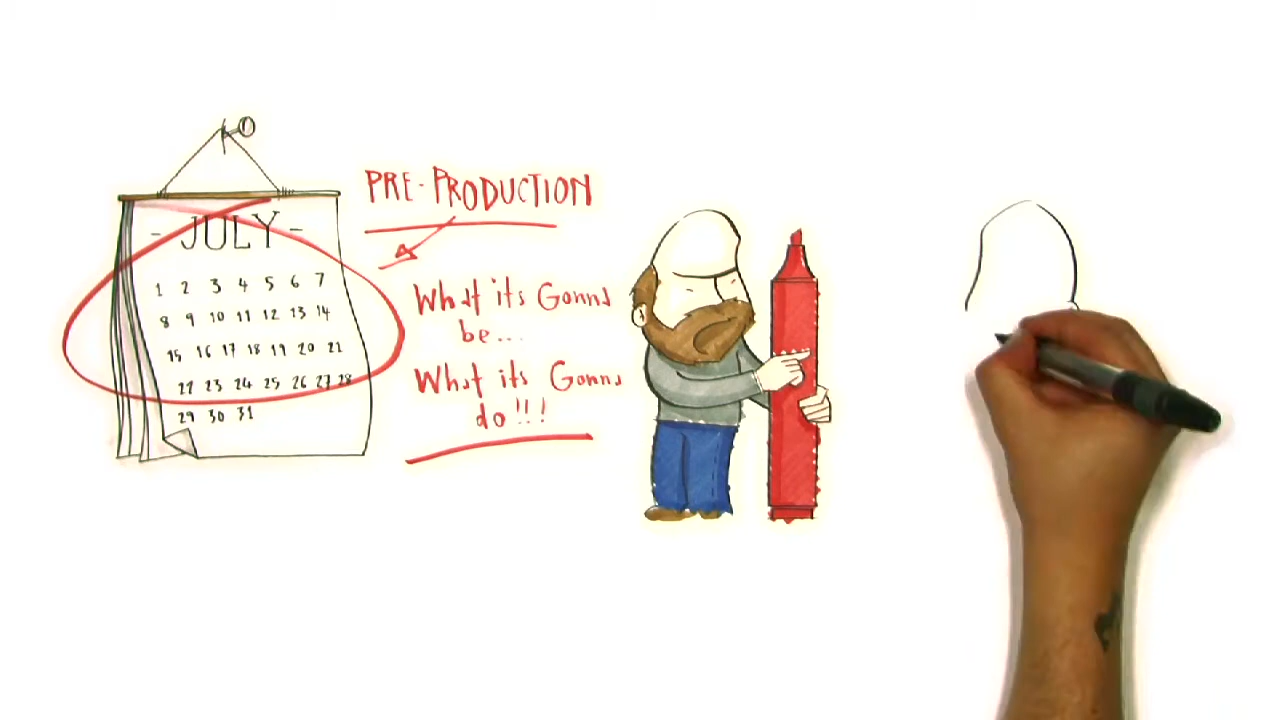 - JULY -
1 2 3 4 5 6 7
8 9 10 11 12 13 14
15 16 17 18 19 20 21
22 23 24 25 26 27 28
29 30 31
PRE-PRODUCTION
What its Gonna
be...
What its Gonna
do!!!